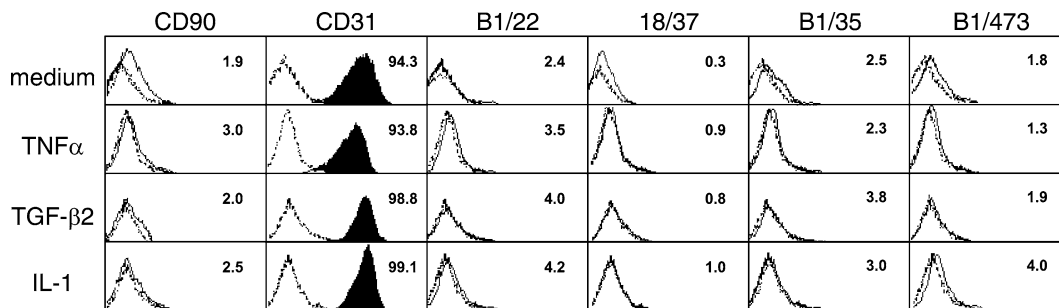 CD90 CD31 B1/22 18/37 B1/35 B1/473
medium 1.9 94.3 2.4 0.3 2.5 1.8
TNFα 3.0 93.8 3.5 0.9 2.3 1.3
TGF-β2 2.0 98.8 4.0 0.8 3.8 1.9
IL-1 2.5 99.1 4.2 1.0 3.0 4.0